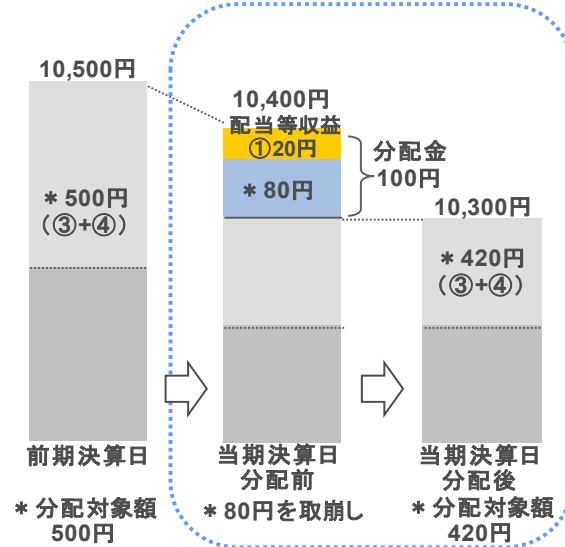 10,500円
10,400円
配当等収益
①20円
分配金
100円
＊80円
10,300円
＊500円
（③+④）
＊420円
（③+④）
前期決算日
当期決算日
分配前
当期決算日
分配後
＊分配対象額
500円
＊80円を取崩し
＊分配対象額
420円